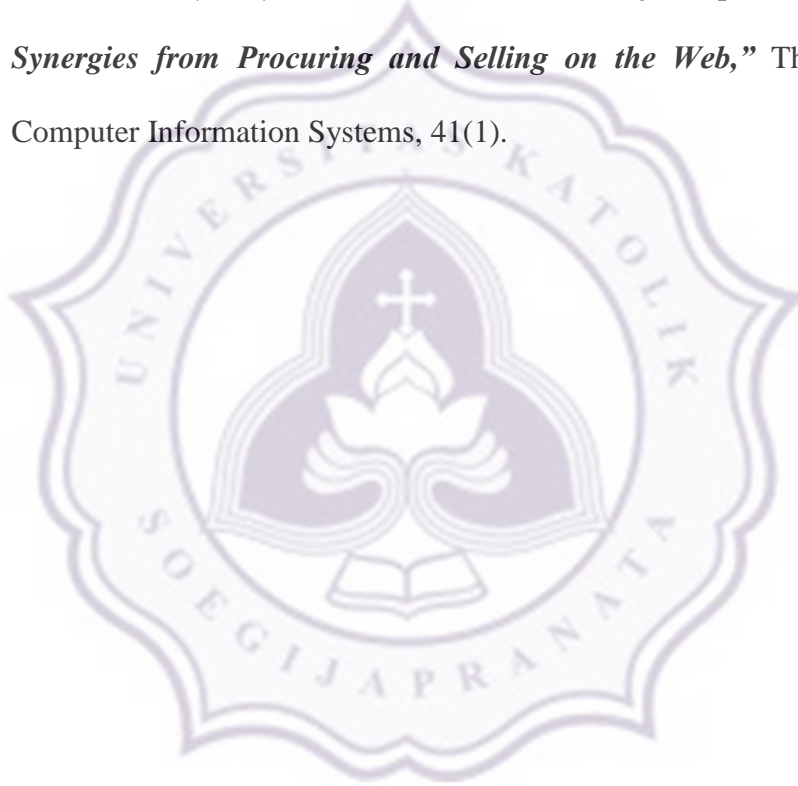 Synergies from Procuring and Selling on the Web,” Th
Computer Information Systems, 41(1).
UNIVERSITAS KATOLIK
SOEGIJAPRANATA